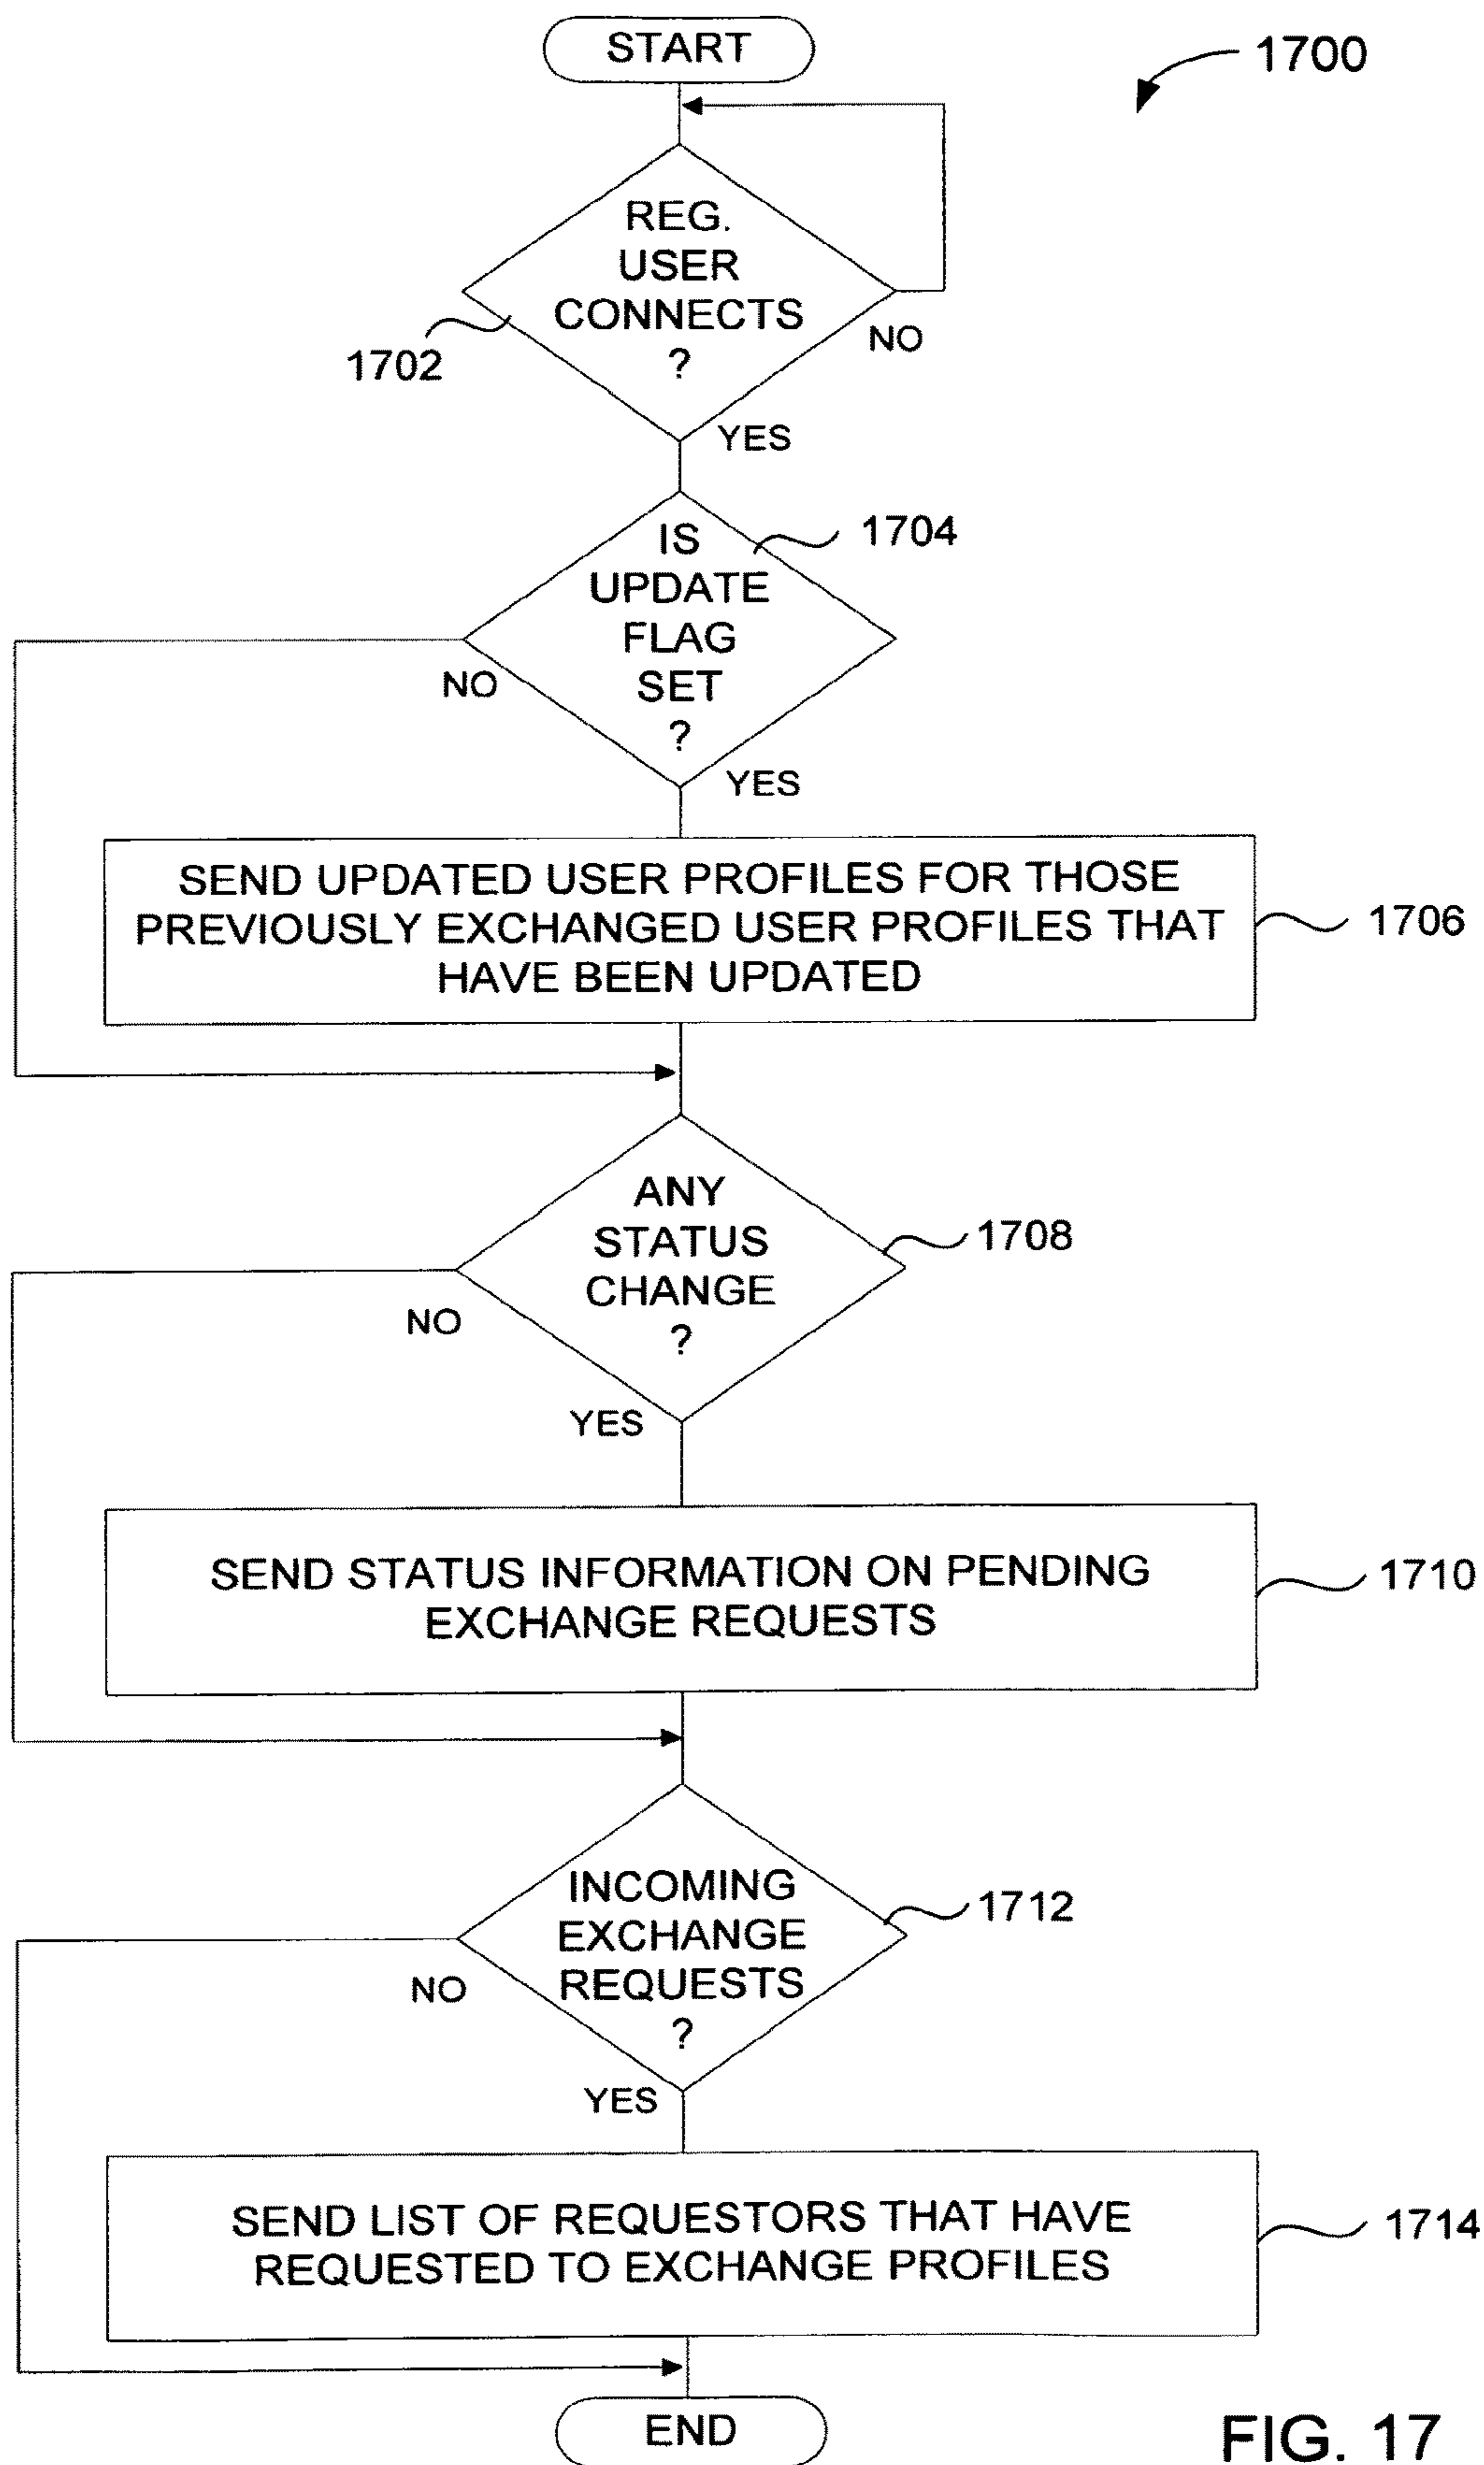 START
1700
REG.
USER
CONNECTS
?
NO
1702
YES
IS
UPDATE
FLAG
SET
?
1704
NO
YES
SEND UPDATED USER PROFILES FOR THOSE
PREVIOUSLY EXCHANGED USER PROFILES THAT
HAVE BEEN UPDATED
1706
ANY
STATUS
CHANGE
?
1708
NO
YES
SEND STATUS INFORMATION ON PENDING
EXCHANGE REQUESTS
1710
INCOMING
EXCHANGE
REQUESTS
?
1712
NO
YES
SEND LIST OF REQUESTORS THAT HAVE
REQUESTED TO EXCHANGE PROFILES
1714
END
FIG. 17